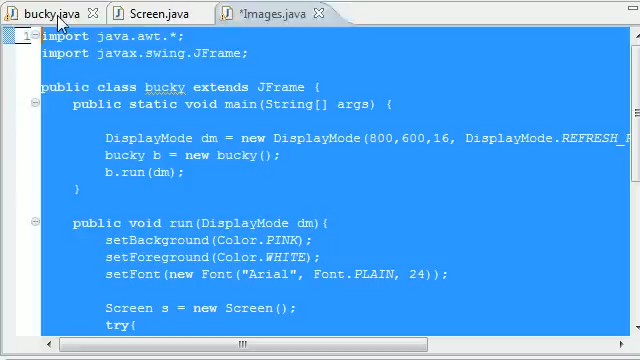 bucky.java
Screen.java
*Images.java
1
import java.awt.*;
import javax.swing.JFrame;
public class bucky extends JFrame {
public static void main(String[] args) {
DisplayMode dm = new DisplayMode(800,600,16, DisplayMode.REFRESH_R
bucky b = new bucky();
b.run(dm);
}
public void run(DisplayMode dm){
setBackground(Color.PINK);
setForeground(Color.WHITE);
setFont(new Font("Arial", Font.PLAIN, 24));
Screen s = new Screen();
try{